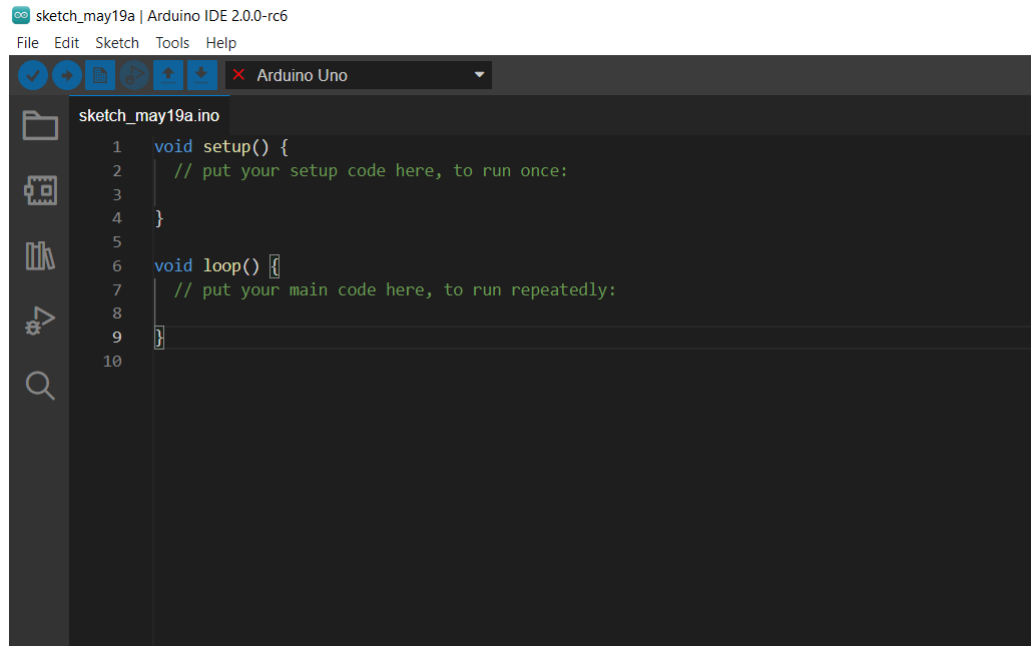 sketch_may19a | Arduino IDE 2.0.0-rc6
File Edit Sketch Tools Help
Arduino Uno
sketch_may19a.ino
1 void setup() {
2 // put your setup code here, to run once:
3
4 }
5
6 void loop() {
7 // put your main code here, to run repeatedly:
8
9 }
10